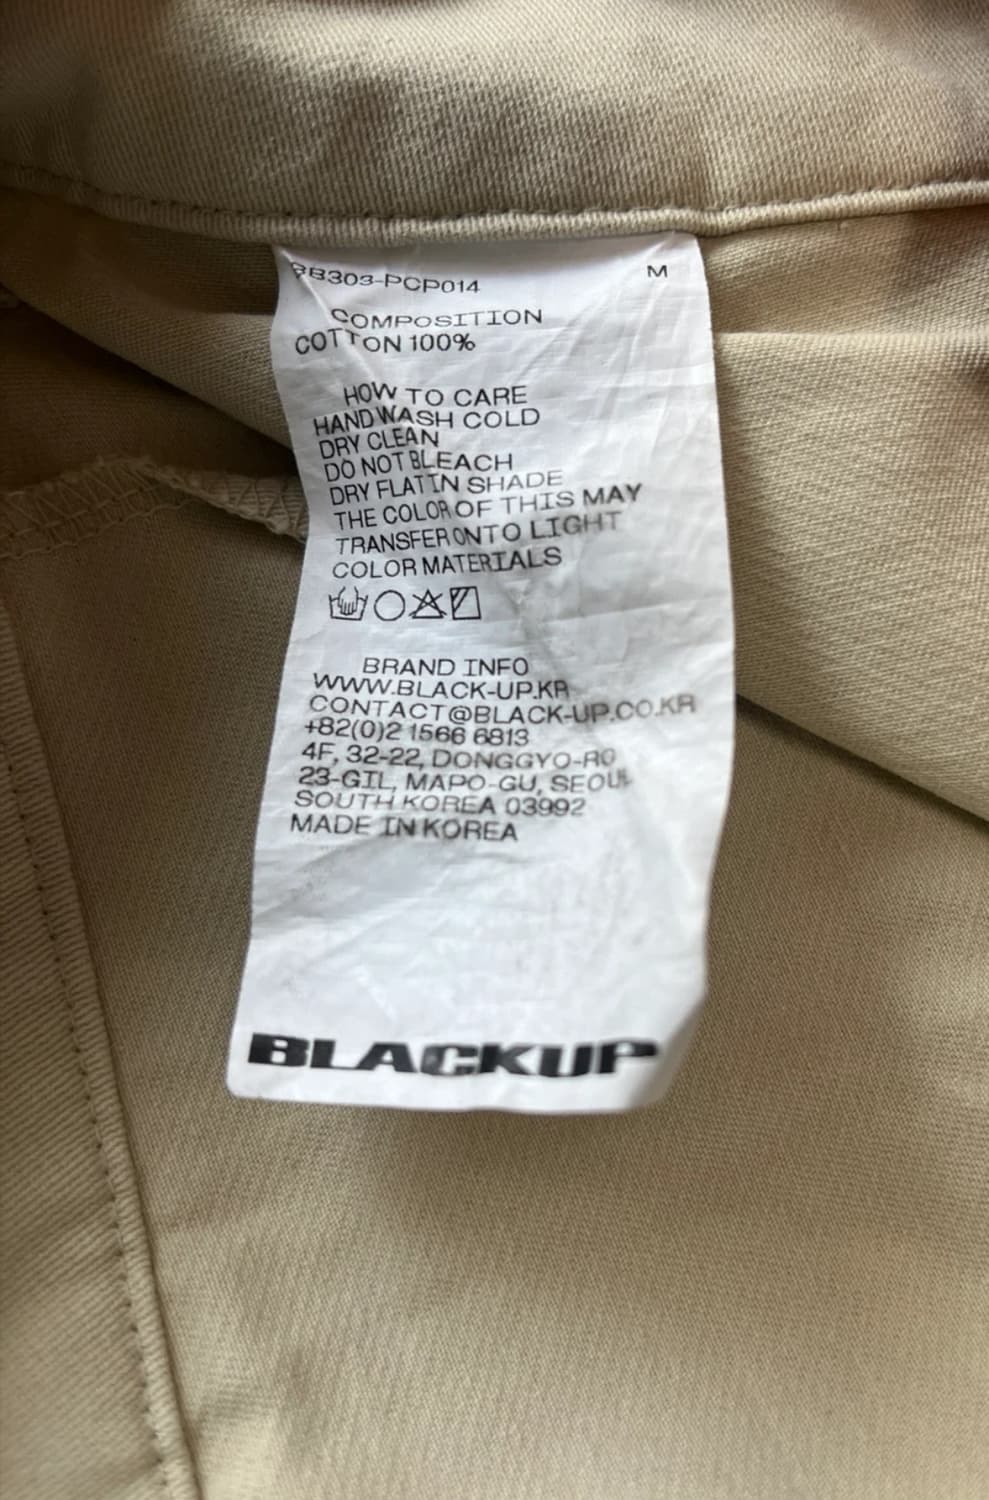 BB303-PCP014 M
COMPOSITION
COTTON 100%
HOW TO CARE
HAND WASH COLD
DRY CLEAN
DO NOT BLEACH
DRY FLAT IN SHADE
THE COLOR OF THIS MAY
TRANSFER ONTO LIGHT
COLOR MATERIALS
BRAND INFO
WWW.BLACK-UP.KR
CONTACT@BLACK-UP.CO.KR
+82(0)2 1566 6813
4F, 32-22, DONGGYO-RO
23-GIL, MAPO-GU, SEOUL
SOUTH KOREA 03992
MADE IN KOREA
BLACKUP